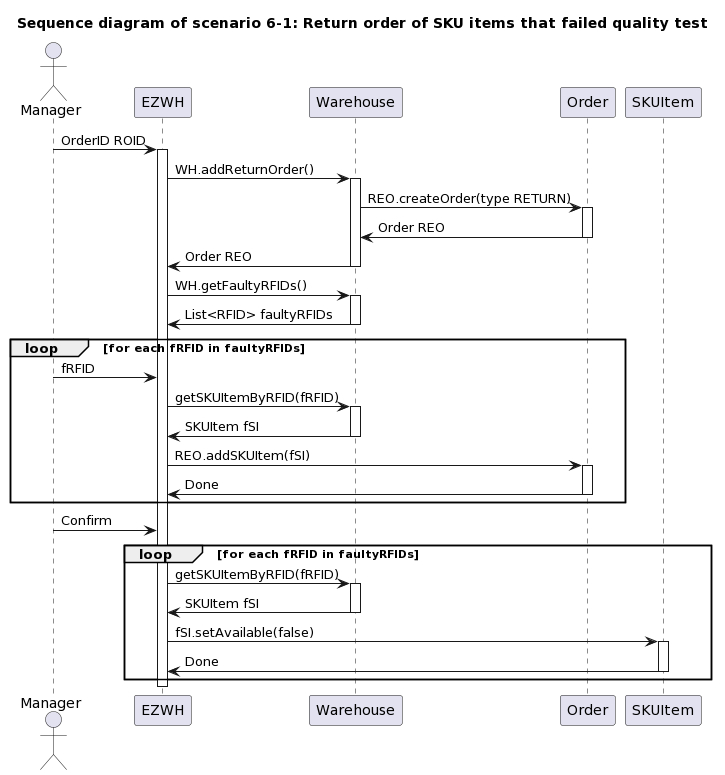 Sequence diagram of scenario 6-1: Return order of SKU items that failed quality test
Manager
EZWH
Warehouse
Order
SKUItem
OrderID ROID
WH.addReturnOrder()
REO.createOrder(type RETURN)
Order REO
Order REO
WH.getFaultyRFIDs()
List<RFID> faultyRFIDs
loop [for each fRFID in faultyRFIDs]
fRFID
getSKUItemByRFID(fRFID)
SKUItem fSI
REO.addSKUItem(fSI)
Done
Confirm
loop [for each fRFID in faultyRFIDs]
getSKUItemByRFID(fRFID)
SKUItem fSI
fSI.setAvailable(false)
Done
Manager
EZWH
Warehouse
Order
SKUItem